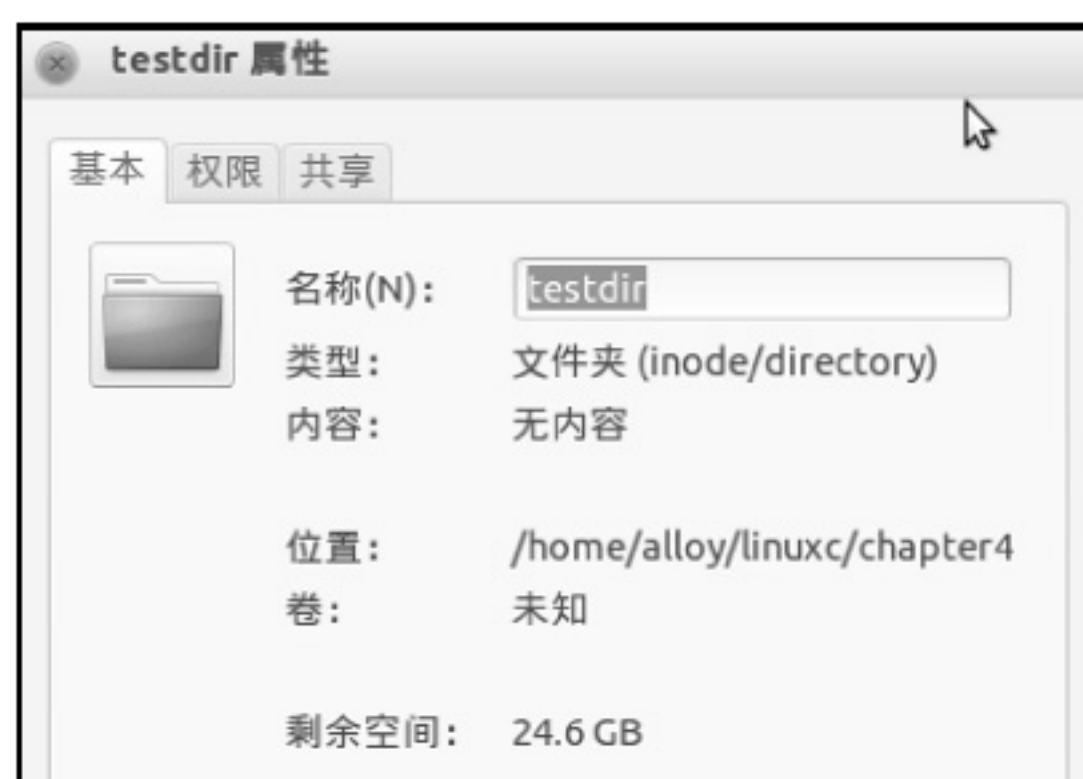 testdir 属性
基本 权限 共享
名称(N): testdir
类型: 文件夹 (inode/directory)
内容: 无内容
位置: /home/alloy/linuxc/chapter4
卷: 未知
剩余空间: 24.6 GB